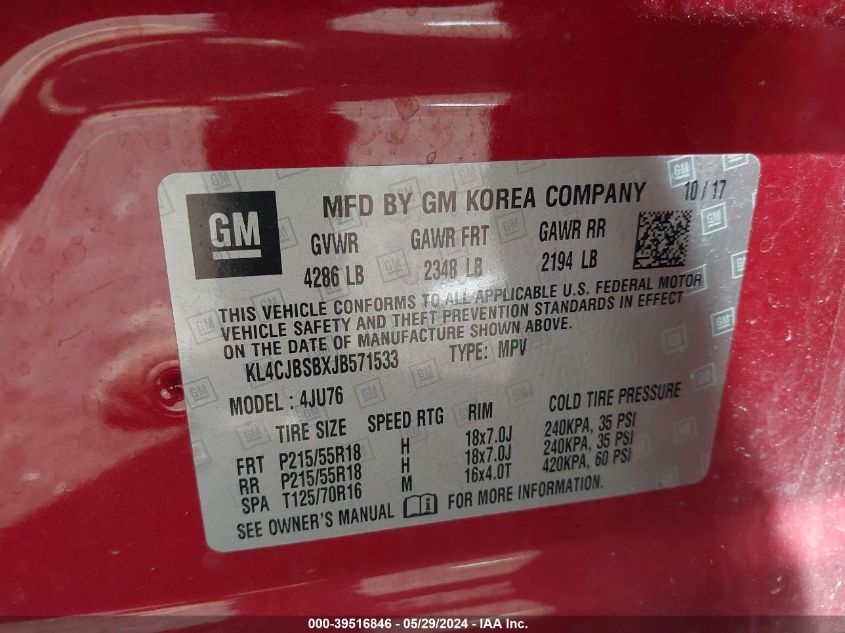 GM
MFD BY GM KOREA COMPANY 10 / 17
GVWR GAWR FRT GAWR RR
4286 LB 2348 LB 2194 LB
THIS VEHICLE CONFORMS TO ALL APPLICABLE U.S. FEDERAL MOTOR
VEHICLE SAFETY AND THEFT PREVENTION STANDARDS IN EFFECT
ON THE DATE OF MANUFACTURE SHOWN ABOVE.
KL4CJBSBXJB571533 TYPE: MPV
MODEL : 4JU76
TIRE SIZE SPEED RTG RIM COLD TIRE PRESSURE
FRT P215/55R18 H 18x7.0J 240KPA, 35 PSI
RR P215/55R18 H 18x7.0J 240KPA, 35 PSI
SPA T125/70R16 M 16x4.0T 420KPA, 60 PSI
SEE OWNER'S MANUAL FOR MORE INFORMATION.
000-39516846 - 05/29/2024 - IAA Inc.